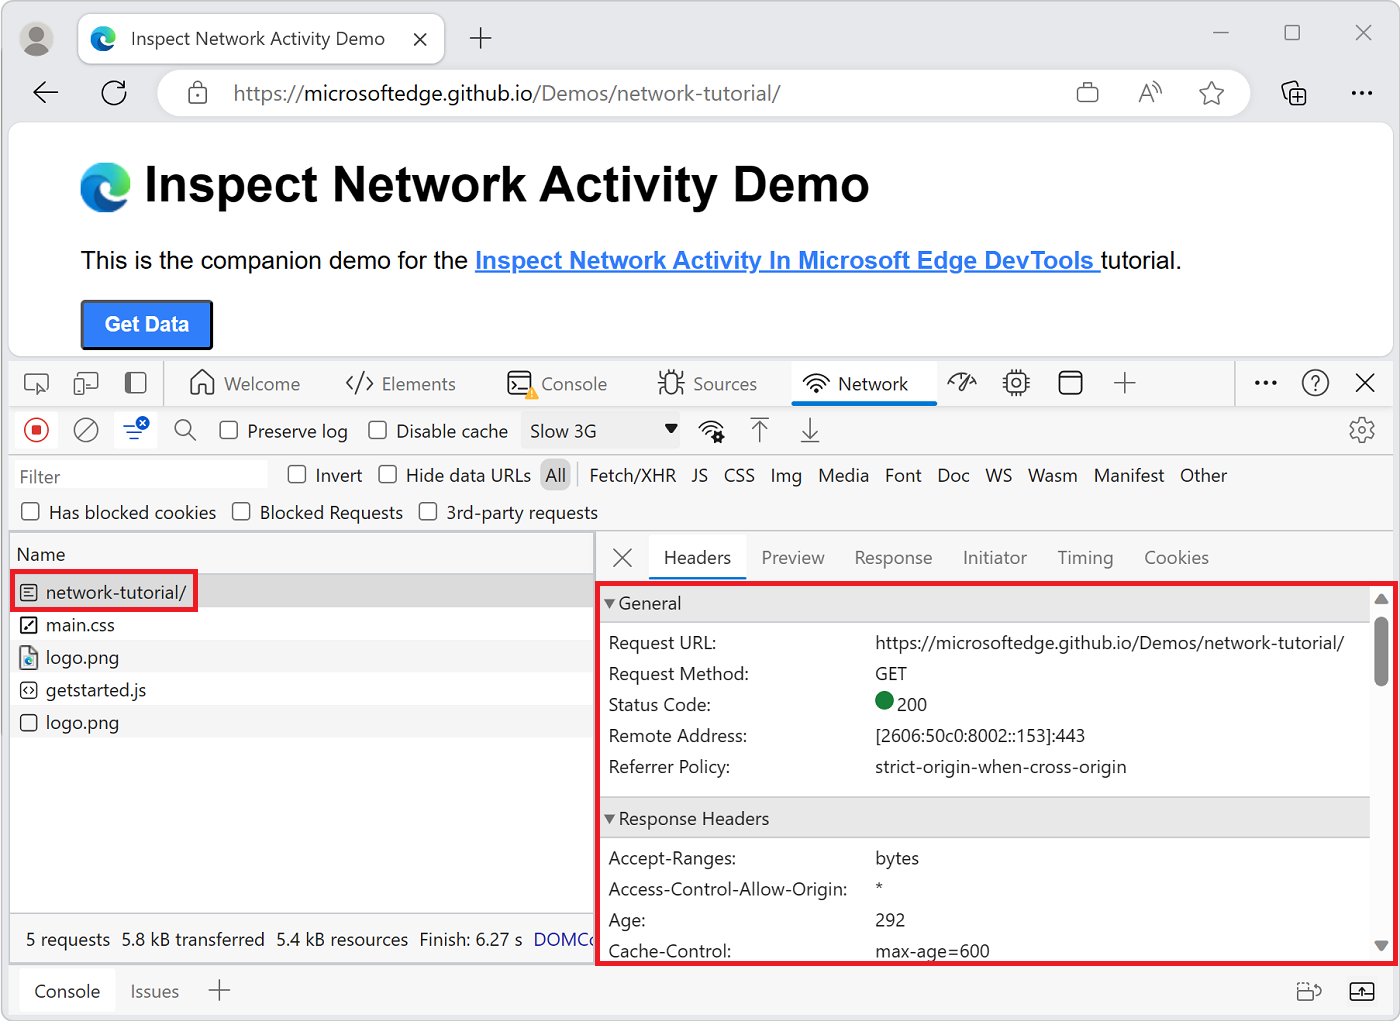 Inspect Network Activity Demo
https://microsoftedge.github.io/Demos/network-tutorial/
Inspect Network Activity Demo
This is the companion demo for the Inspect Network Activity In Microsoft Edge DevTools tutorial.
Get Data
Welcome Elements Console Sources Network
Preserve log Disable cache Slow 3G
Filter Invert Hide data URLs All Fetch/XHR JS CSS Img Media Font Doc WS Wasm Manifest Other
Has blocked cookies Blocked Requests 3rd-party requests
Name
network-tutorial/
main.css
logo.png
getstarted.js
logo.png
5 requests 5.8 kB transferred 5.4 kB resources Finish: 6.27 s DOMCo
Headers Preview Response Initiator Timing Cookies
General
Request URL: https://microsoftedge.github.io/Demos/network-tutorial/
Request Method: GET
Status Code: 200
Remote Address: [2606:50c0:8002::153]:443
Referrer Policy: strict-origin-when-cross-origin
Response Headers
Accept-Ranges: bytes
Access-Control-Allow-Origin: *
Age: 292
Cache-Control: max-age=600
Console Issues